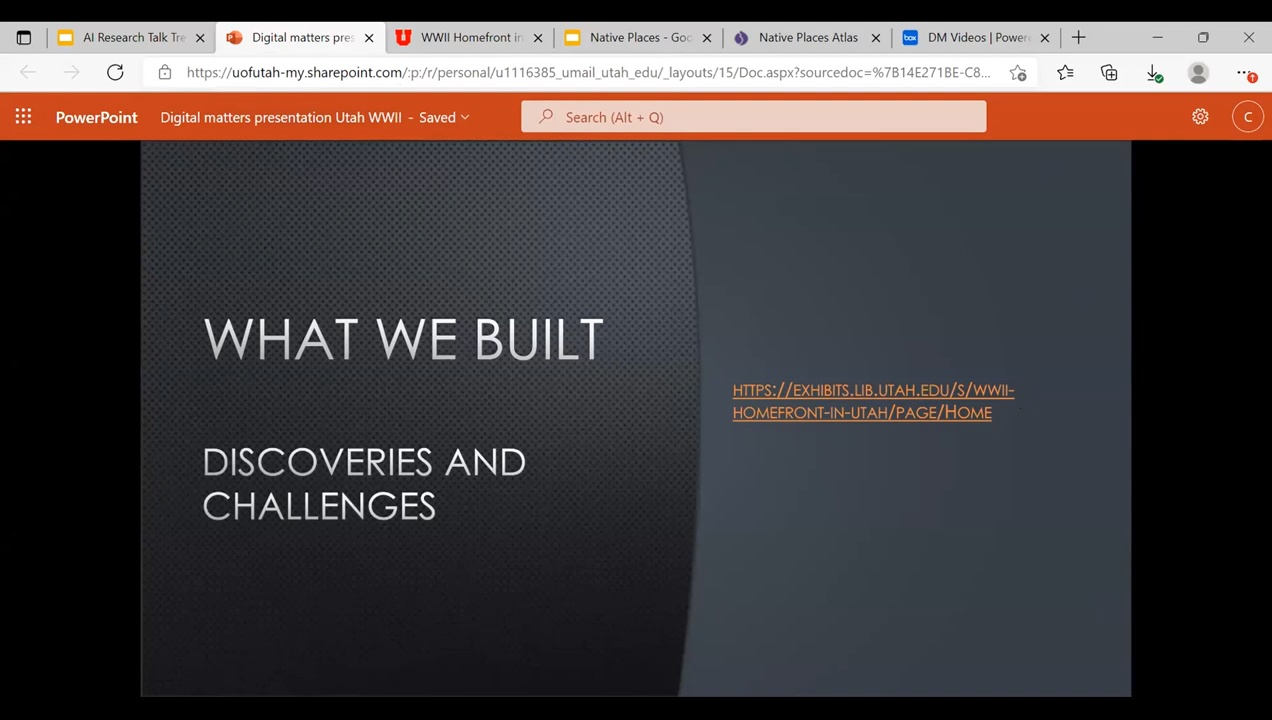 AI Research Talk Tre
Digital matters pres
WWII Homefront in
Native Places - Goo
Native Places Atlas
box
DM Videos | Powere
https://uofutah-my.sharepoint.com/:p:/r/personal/u1116385_umail_utah_edu/_layouts/15/Doc.aspx?sourcedoc=%7B14E271BE-C8...
PowerPoint
Digital matters presentation Utah WWII - Saved
Search (Alt + Q)
C
WHAT WE BUILT
DISCOVERIES AND
CHALLENGES
HTTPS://EXHIBITS.LIB.UTAH.EDU/S/WWII-
HOMEFRONT-IN-UTAH/PAGE/HOME